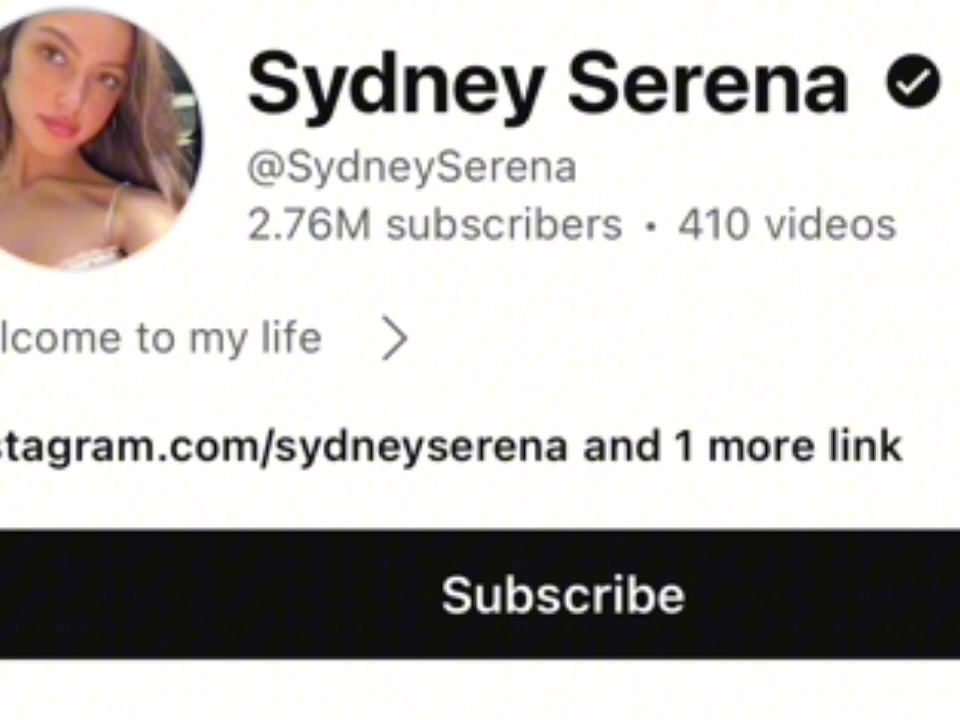 Sydney Serena
@SydneySerena
2.76M subscribers • 410 videos
lcome to my life
stagram.com/sydneyserena and 1 more link
Subscribe